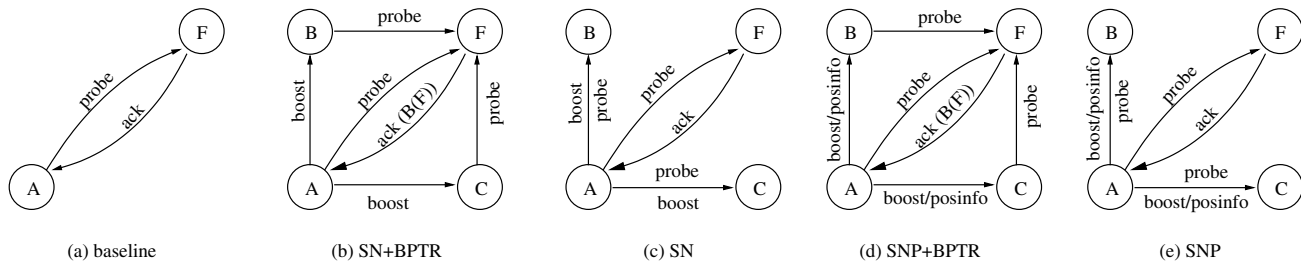 F
probe
ack
A
(a) baseline
B
probe
F
boost
probe
ack (B(F))
probe
A
boost
C
(b) SN+BPTR
B
F
boost
probe
probe
ack
A
probe
boost
C
(c) SN
B
probe
F
boost/posinfo
probe
ack (B(F))
probe
A
boost/posinfo
C
(d) SNP+BPTR
B
F
boost/posinfo
probe
probe
ack
A
probe
boost/posinfo
C
(e) SNP